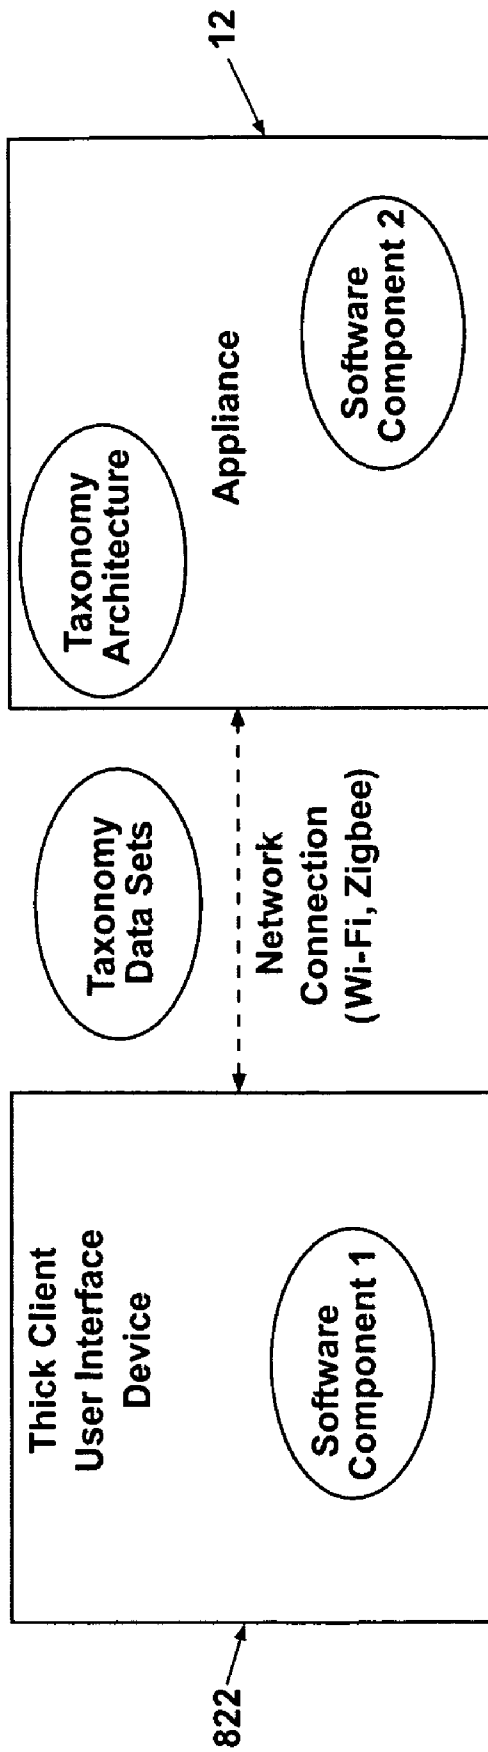 822
Thick Client
User Interface
Device
Software
Component 1
Taxonomy
Data Sets
Network
Connection
(Wi-Fi, Zigbee)
Taxonomy
Architecture
Appliance
Software
Component 2
12